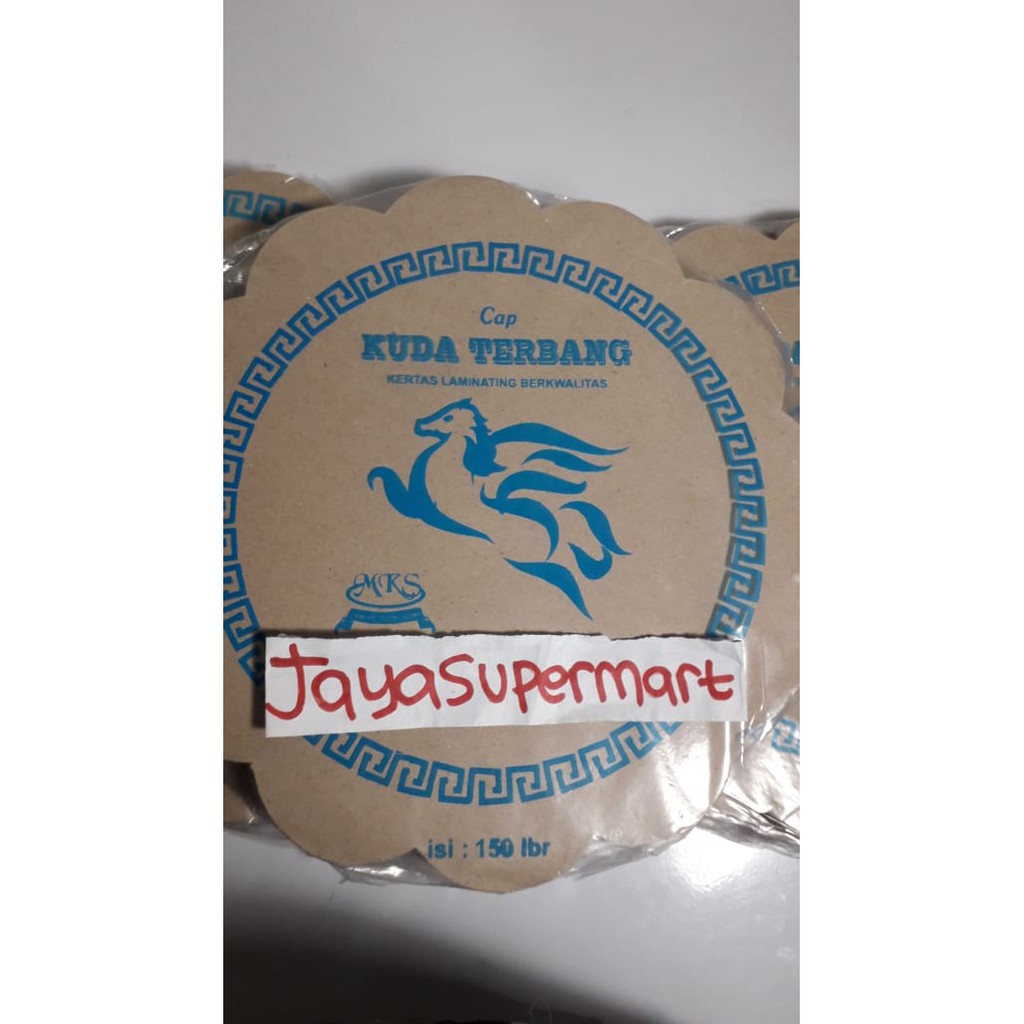 Cap
KUDA TERBANG
KERTAS LAMINATING BERKWALITAS
MKS
JayaSupermart
isi : 150 lbr